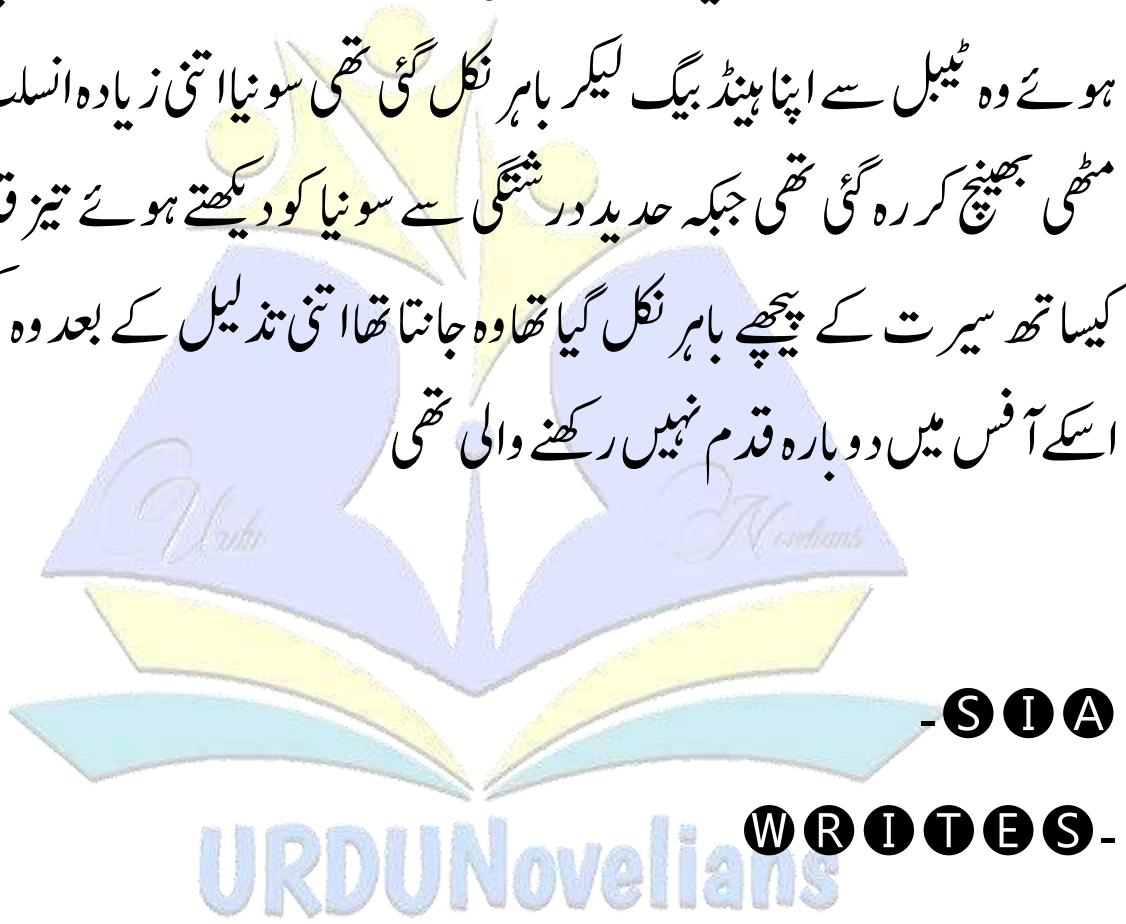 ہوئے وہ ٹیبل سے اپنا ہینڈ بیگ لیکر باہر نکل گئی تھی سونیا اتنی زیادہ
مٹھی بھینچ کر رہ گئی تھی جبکہ حدید درشتگی سے سونیا کو دیکھتے ہوئے تیز
کیساتھ سیرت کے پیچھے باہر نکل گیا تھا وہ جانتا تھا اتنی تذلیل کے بعد وہ
اسکے آفس میں دوبارہ قدم نہیں رکھنے والی تھی
Urdu Novelians
-SIA
WRITES-
URDUNovelians